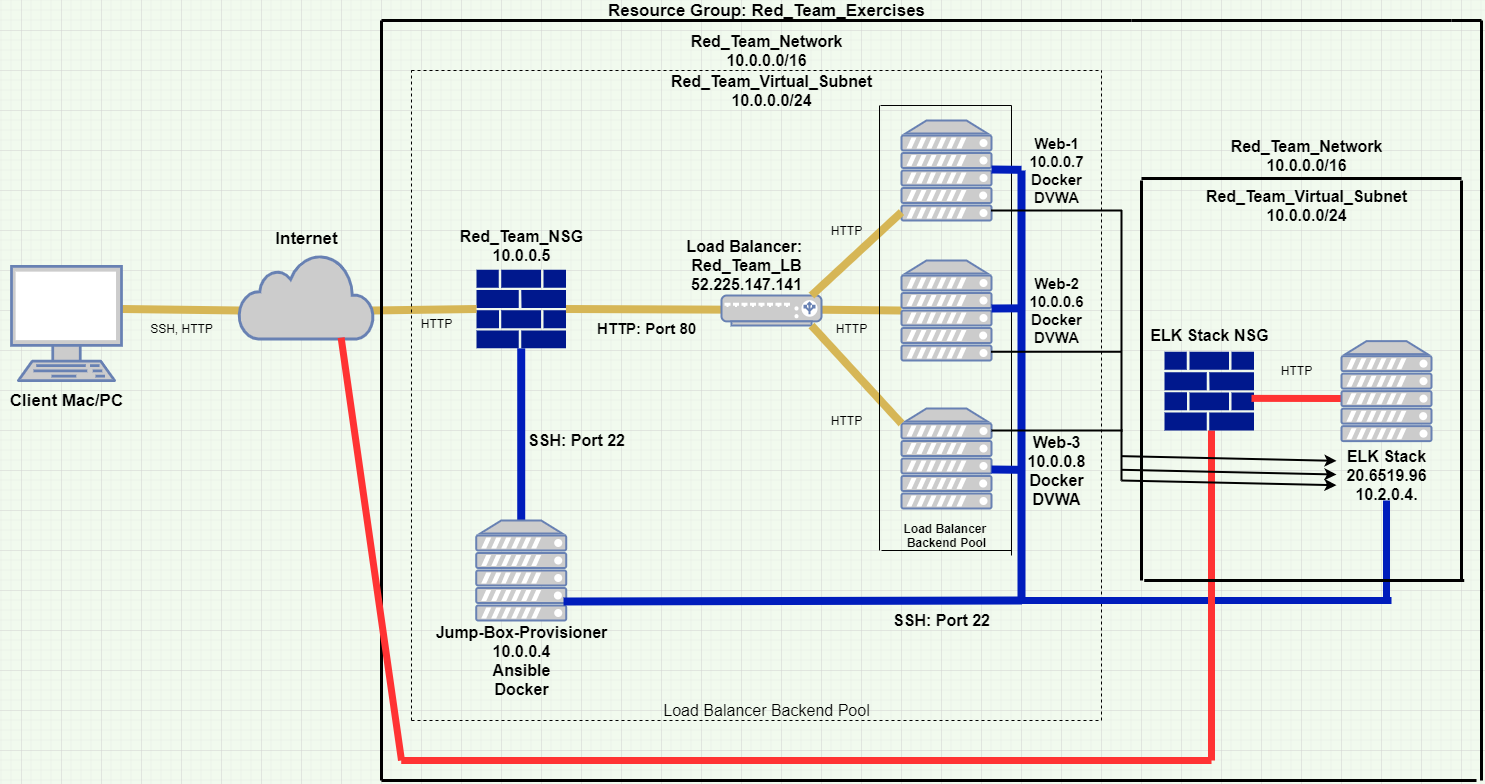 Resource Group: Red_Team_Exercises
Red_Team_Network
10.0.0.0/16
Red_Team_Virtual_Subnet
10.0.0.0/24
Web-1
10.0.0.7
Docker
DVWA
Red_Team_Network
10.0.0.0/16
Red_Team_Virtual_Subnet
10.0.0.0/24
Internet
Red_Team_NSG
10.0.0.5
Load Balancer:
Red_Team_LB
52.225.147.141
HTTP
Web-2
10.0.0.6
Docker
DVWA
SSH, HTTP
HTTP
HTTP: Port 80
HTTP
ELK Stack NSG
HTTP
Client Mac/PC
HTTP
SSH: Port 22
Web-3
10.0.0.8
Docker
DVWA
ELK Stack
20.6519.96
10.2.0.4.
Load Balancer
Backend Pool
SSH: Port 22
Jump-Box-Provisioner
10.0.0.4
Ansible
Docker
Load Balancer Backend Pool